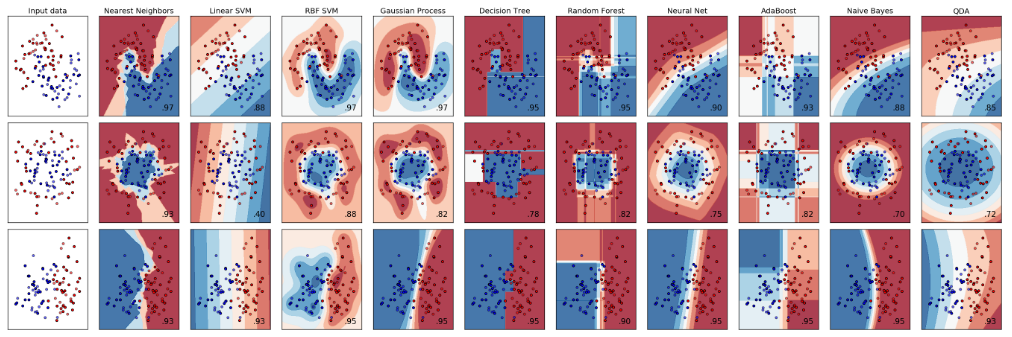 Input data Nearest Neighbors Linear SVM RBF SVM Gaussian Process Decision Tree Random Forest Neural Net AdaBoost Naive Bayes QDA
.97 .88 .97 .97 .95 .95 .90 .93 .88 .85
.93 .40 .88 .82 .78 .82 .75 .82 .70 .72
.93 .93 .95 .95 .95 .90 .95 .95 .95 .93